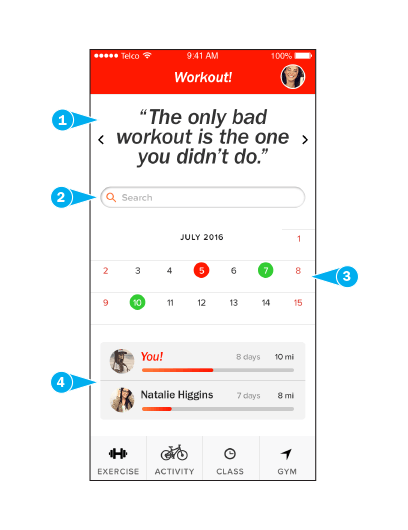 Telco 9:41 AM 100%
Workout!
“The only bad
workout is the one
you didn’t do.”
1
Search
2
JULY 2016 1
2 3 4 5 6 7 8
3
9 10 11 12 13 14 15
You! 8 days 10 mi
4
Natalie Higgins 7 days 8 mi
EXERCISE ACTIVITY CLASS GYM